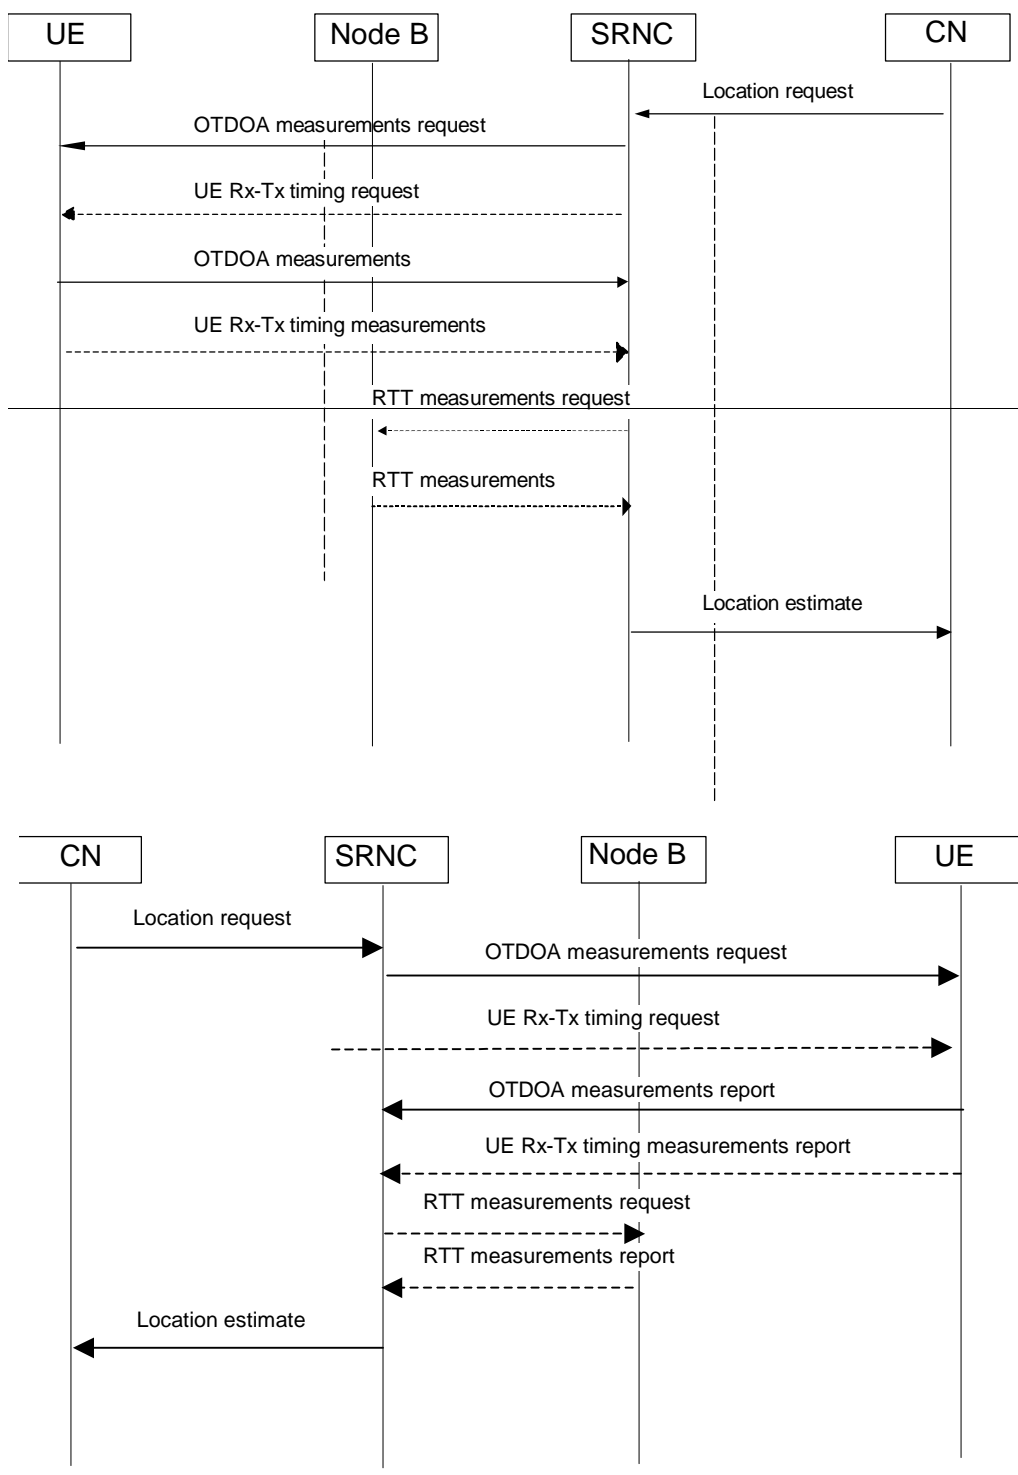 UE
Node B
SRNC
CN
Location request
OTDOA measurements request
UE Rx-Tx timing request
OTDOA measurements
UE Rx-Tx timing measurements
RTT measurements request
RTT measurements
Location estimate
CN
SRNC
Node B
UE
Location request
OTDOA measurements request
UE Rx-Tx timing request
OTDOA measurements report
UE Rx-Tx timing measurements report
RTT measurements request
RTT measurements report
Location estimate